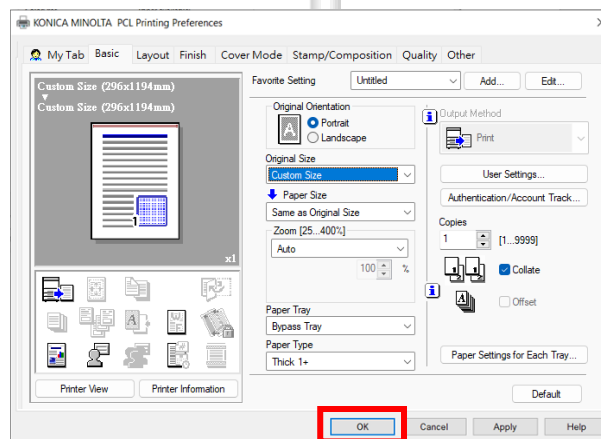 KONICA MINOLTA PCL Printing Preferences
My Tab Basic Layout Finish Cover Mode Stamp/Composition Quality Other
Custom Size (296x1194mm)
Custom Size (296x1194mm)
1
x1
Printer View Printer Information
Favorite Setting Untitled Add... Edit...
Original Orientation
A Portrait
Landscape
Original Size
Custom Size
Paper Size
Same as Original Size
Zoom [25...400%]
Auto
100 %
Paper Tray
Bypass Tray
Paper Type
Thick 1+
Output Method
Print
User Settings...
Authentication/Account Track...
Copies
1 [1...9999]
Collate
Offset
Paper Settings for Each Tray...
Default
OK Cancel Apply Help